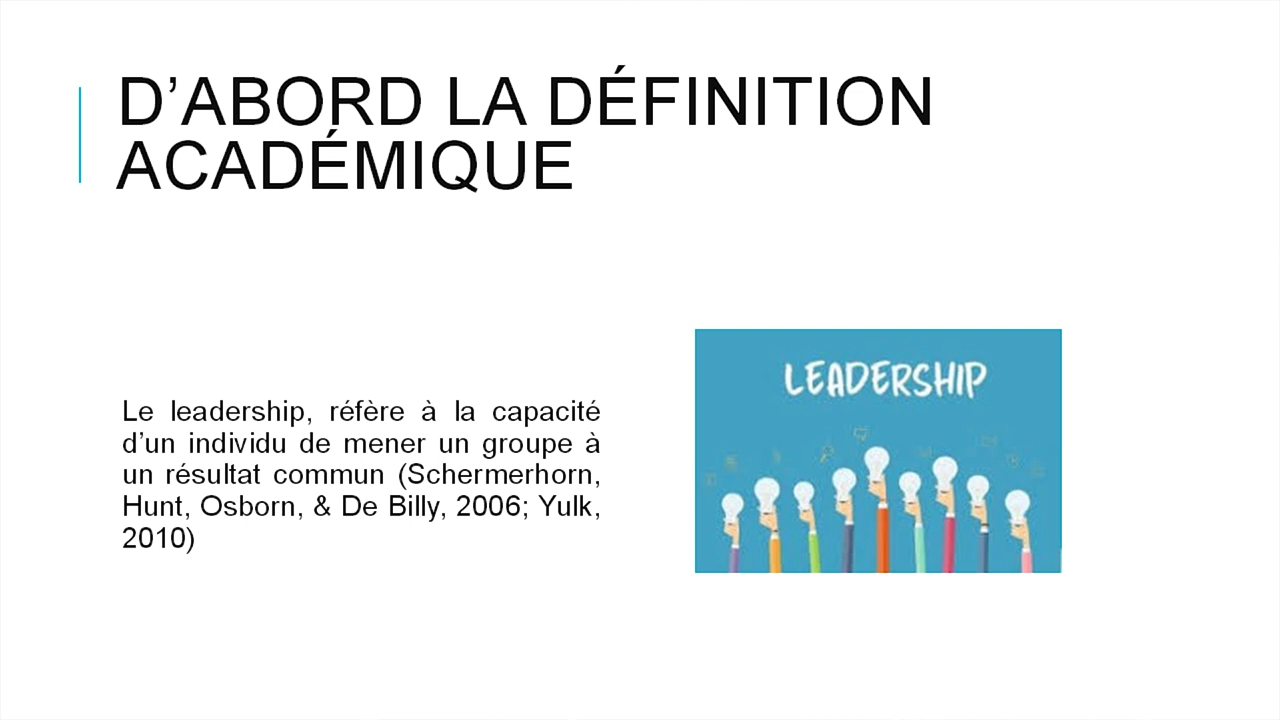 D’ABORD LA DÉFINITION
ACADÉMIQUE
Le leadership, réfère à la capacité
d’un individu de mener un groupe à
un résultat commun (Schermerhorn,
Hunt, Osborn, & De Billy, 2006; Yulk,
2010)
LEADERSHIP